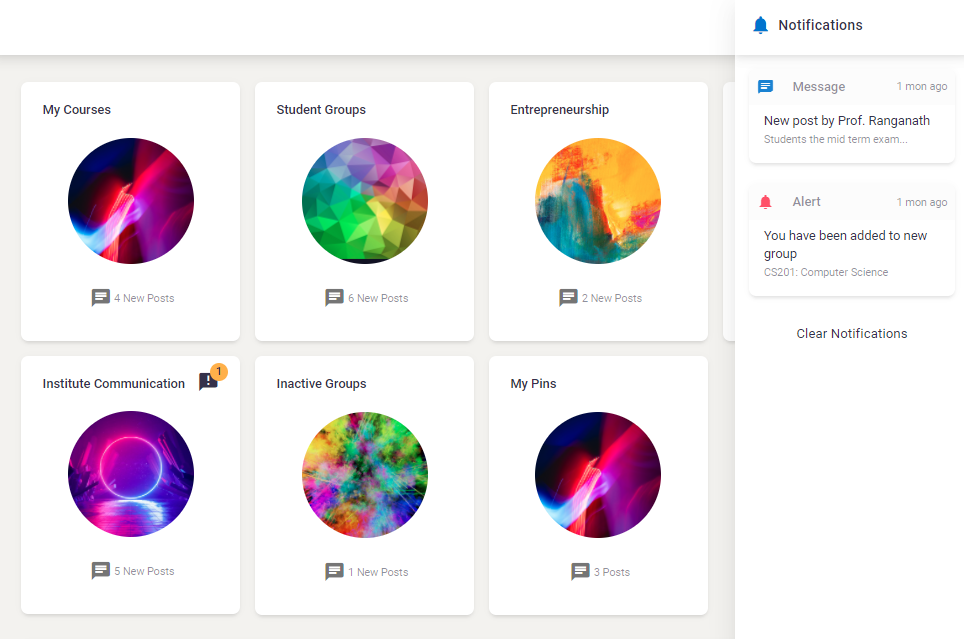 Notifications
My Courses
4 New Posts
Student Groups
6 New Posts
Entrepreneurship
2 New Posts
Institute Communication
1
5 New Posts
Inactive Groups
1 New Posts
My Pins
3 Posts
Message 1 mon ago
New post by Prof. Ranganath
Students the mid term exam...
Alert 1 mon ago
You have been added to new
group
CS201: Computer Science
Clear Notifications